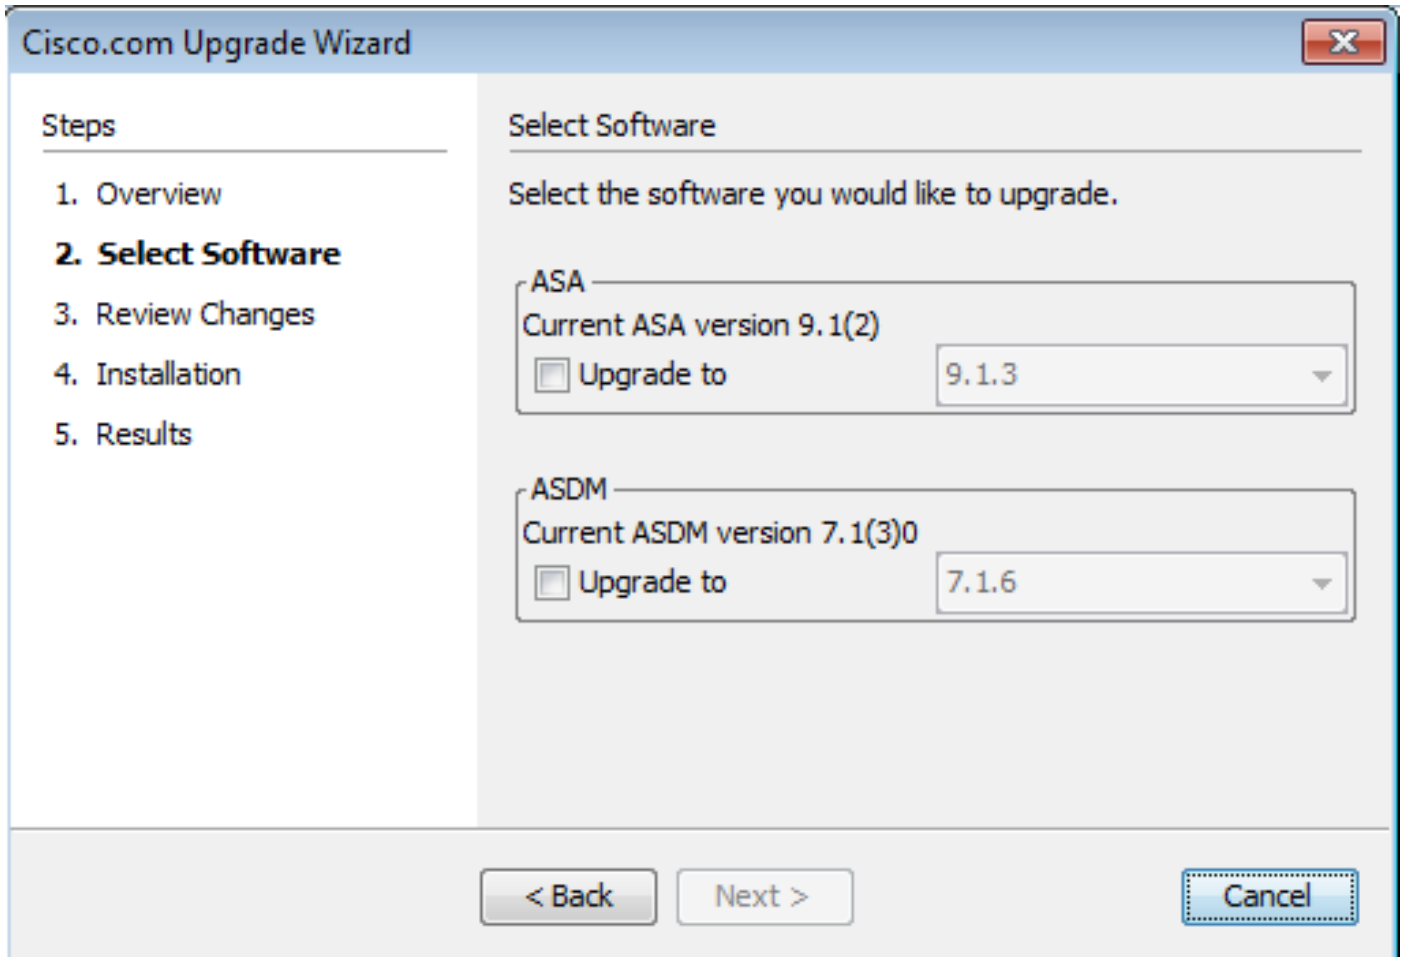 Cisco.com Upgrade Wizard
Steps
1. Overview
2. Select Software
3. Review Changes
4. Installation
5. Results
Select Software
Select the software you would like to upgrade.
ASA
Current ASA version 9.1(2)
Upgrade to 9.1.3
ASDM
Current ASDM version 7.1(3)0
Upgrade to 7.1.6
< Back Next > Cancel